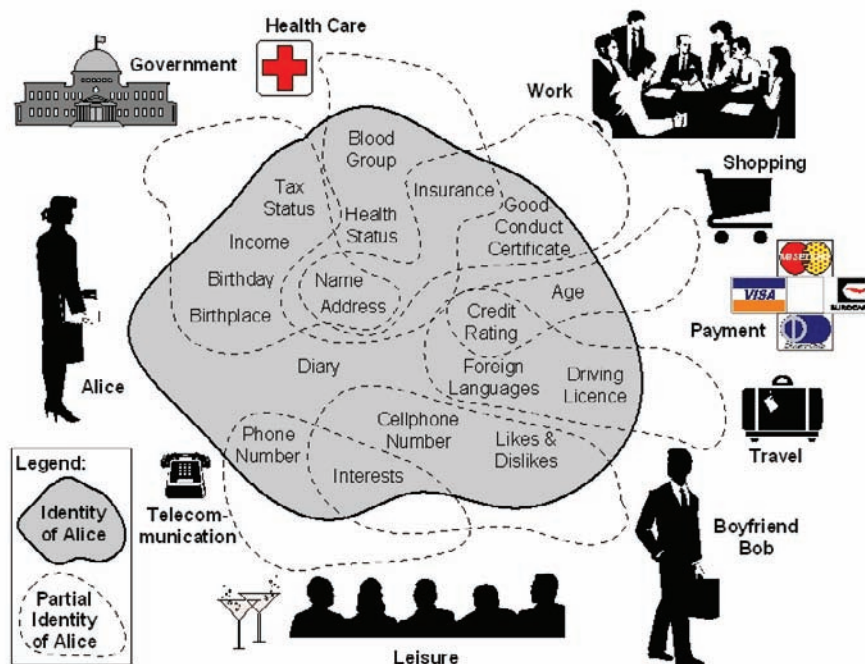 Health Care
Government
Work
Blood
Group
Shopping
Tax
Status
Insurance
Good
Conduct
Certificate
Health
Status
Income
Birthday
Name
Address
Age
Birthplace
Credit
Rating
VISA
Payment
Diary
Foreign
Languages
Driving
Licence
Alice
Cellphone
Number
Phone
Number
Likes &
Dislikes
Travel
Interests
Legend:
Identity
of Alice
Telecom-
munication
Boyfriend
Bob
Partial
Identity
of Alice
Leisure